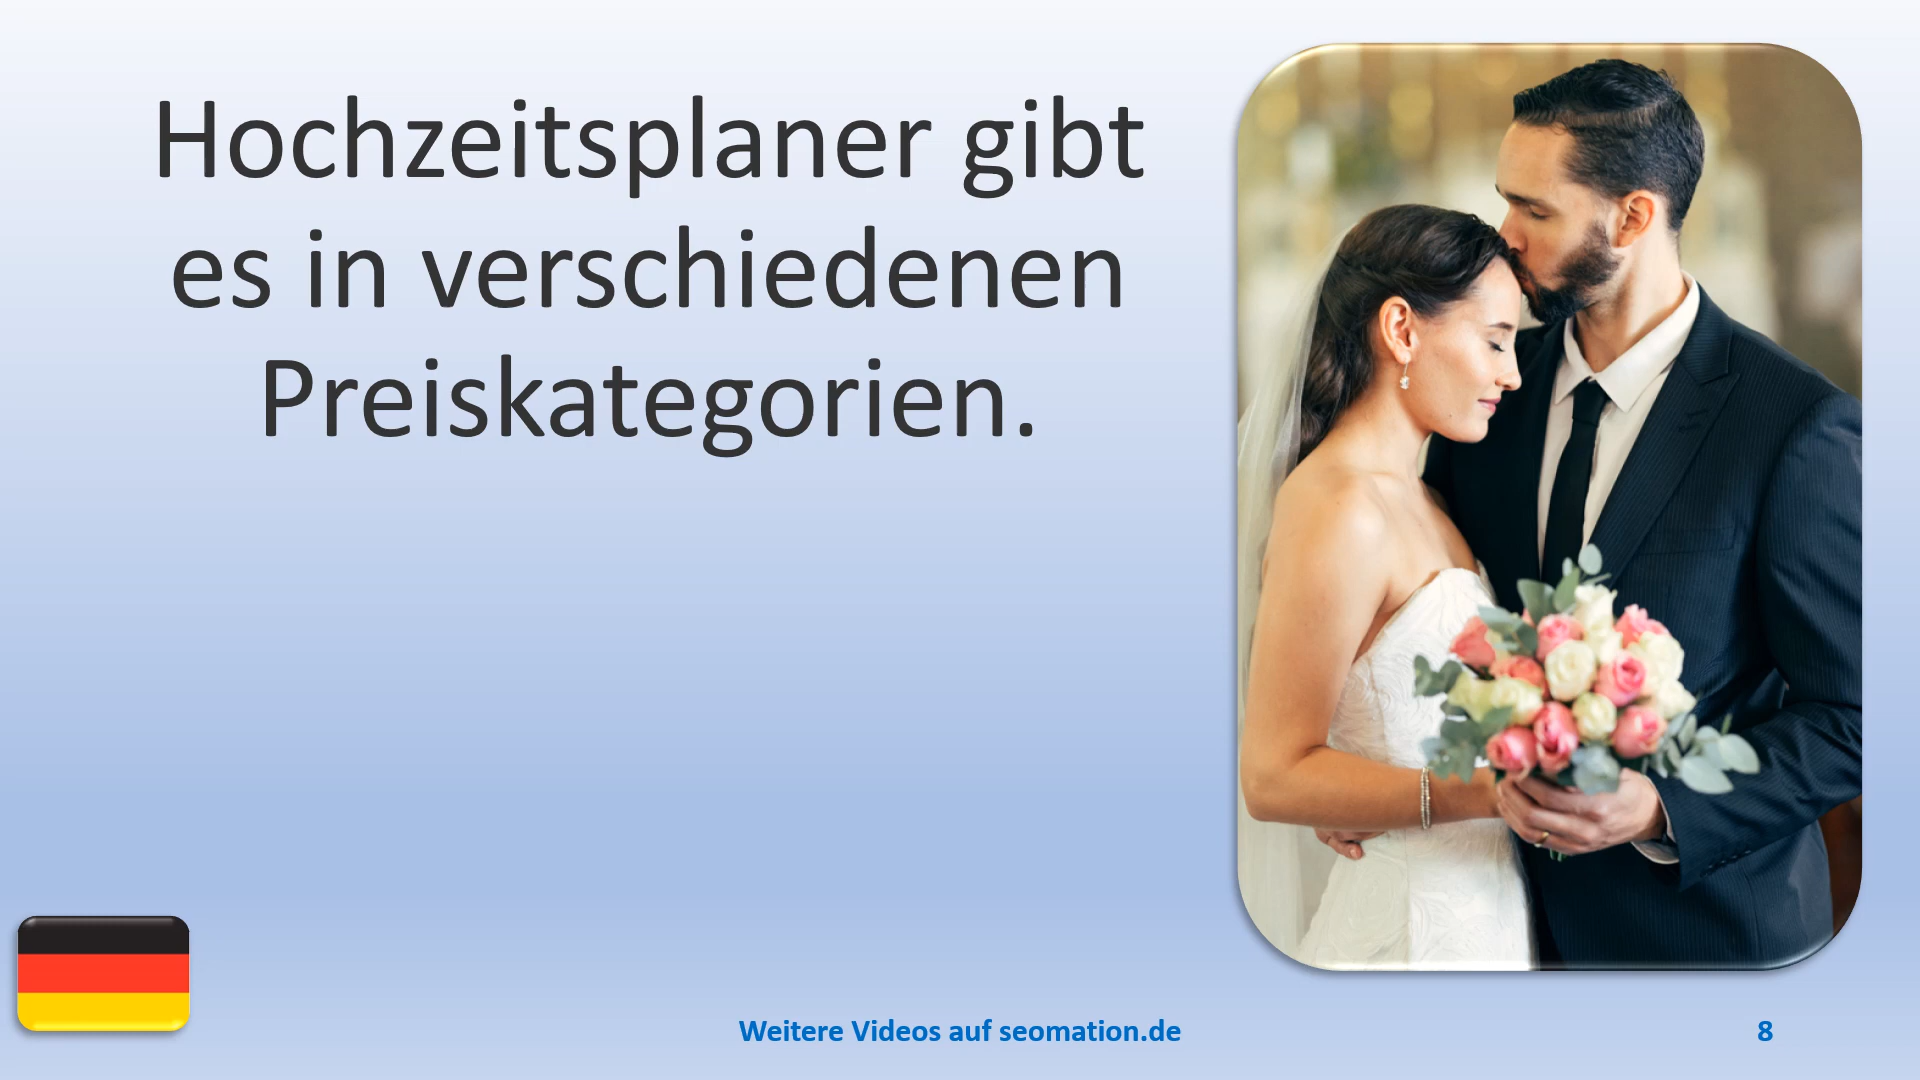 Hochzeitsplaner gibt
es in verschiedenen
Preiskategorien.
Weitere Videos auf seomation.de
8